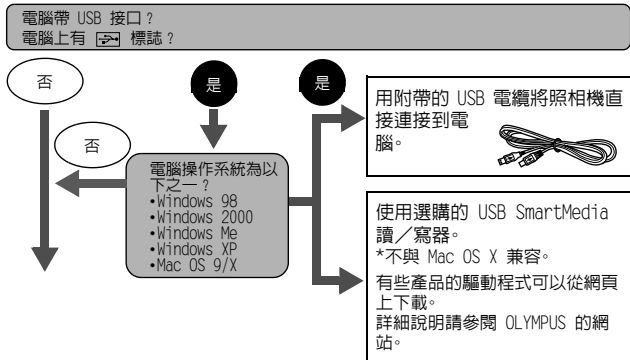 電腦帶 USB 接口？
電腦上有 標誌？
否
是
是
否
電腦操作系統為以
下之一？
•Windows 98
•Windows 2000
•Windows Me
•Windows XP
•Mac OS 9/X
用附帶的 USB 電纜將照相機直
接連接到電
腦。
使用選購的 USB SmartMedia
讀／寫器。
*不與 Mac OS X 兼容。
有些產品的驅動程式可以從網頁
上下載。
詳細說明請參閱 OLYMPUS 的網
站。